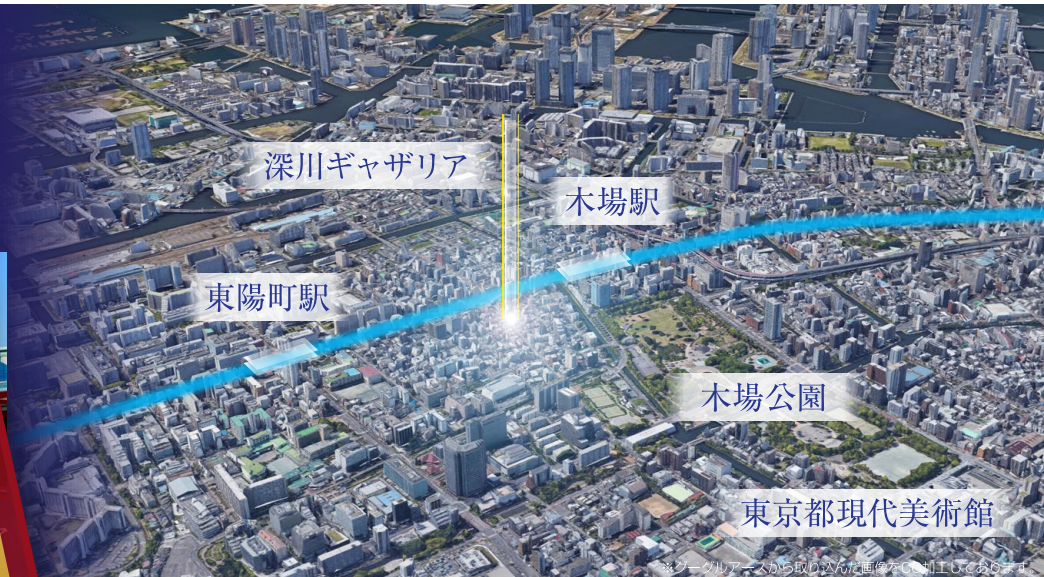 深川ギャザリア
木場駅
東陽町駅
木場公園
東京都現代美術館
※グーグルアースから取り込んだ画像をCG加工しております。